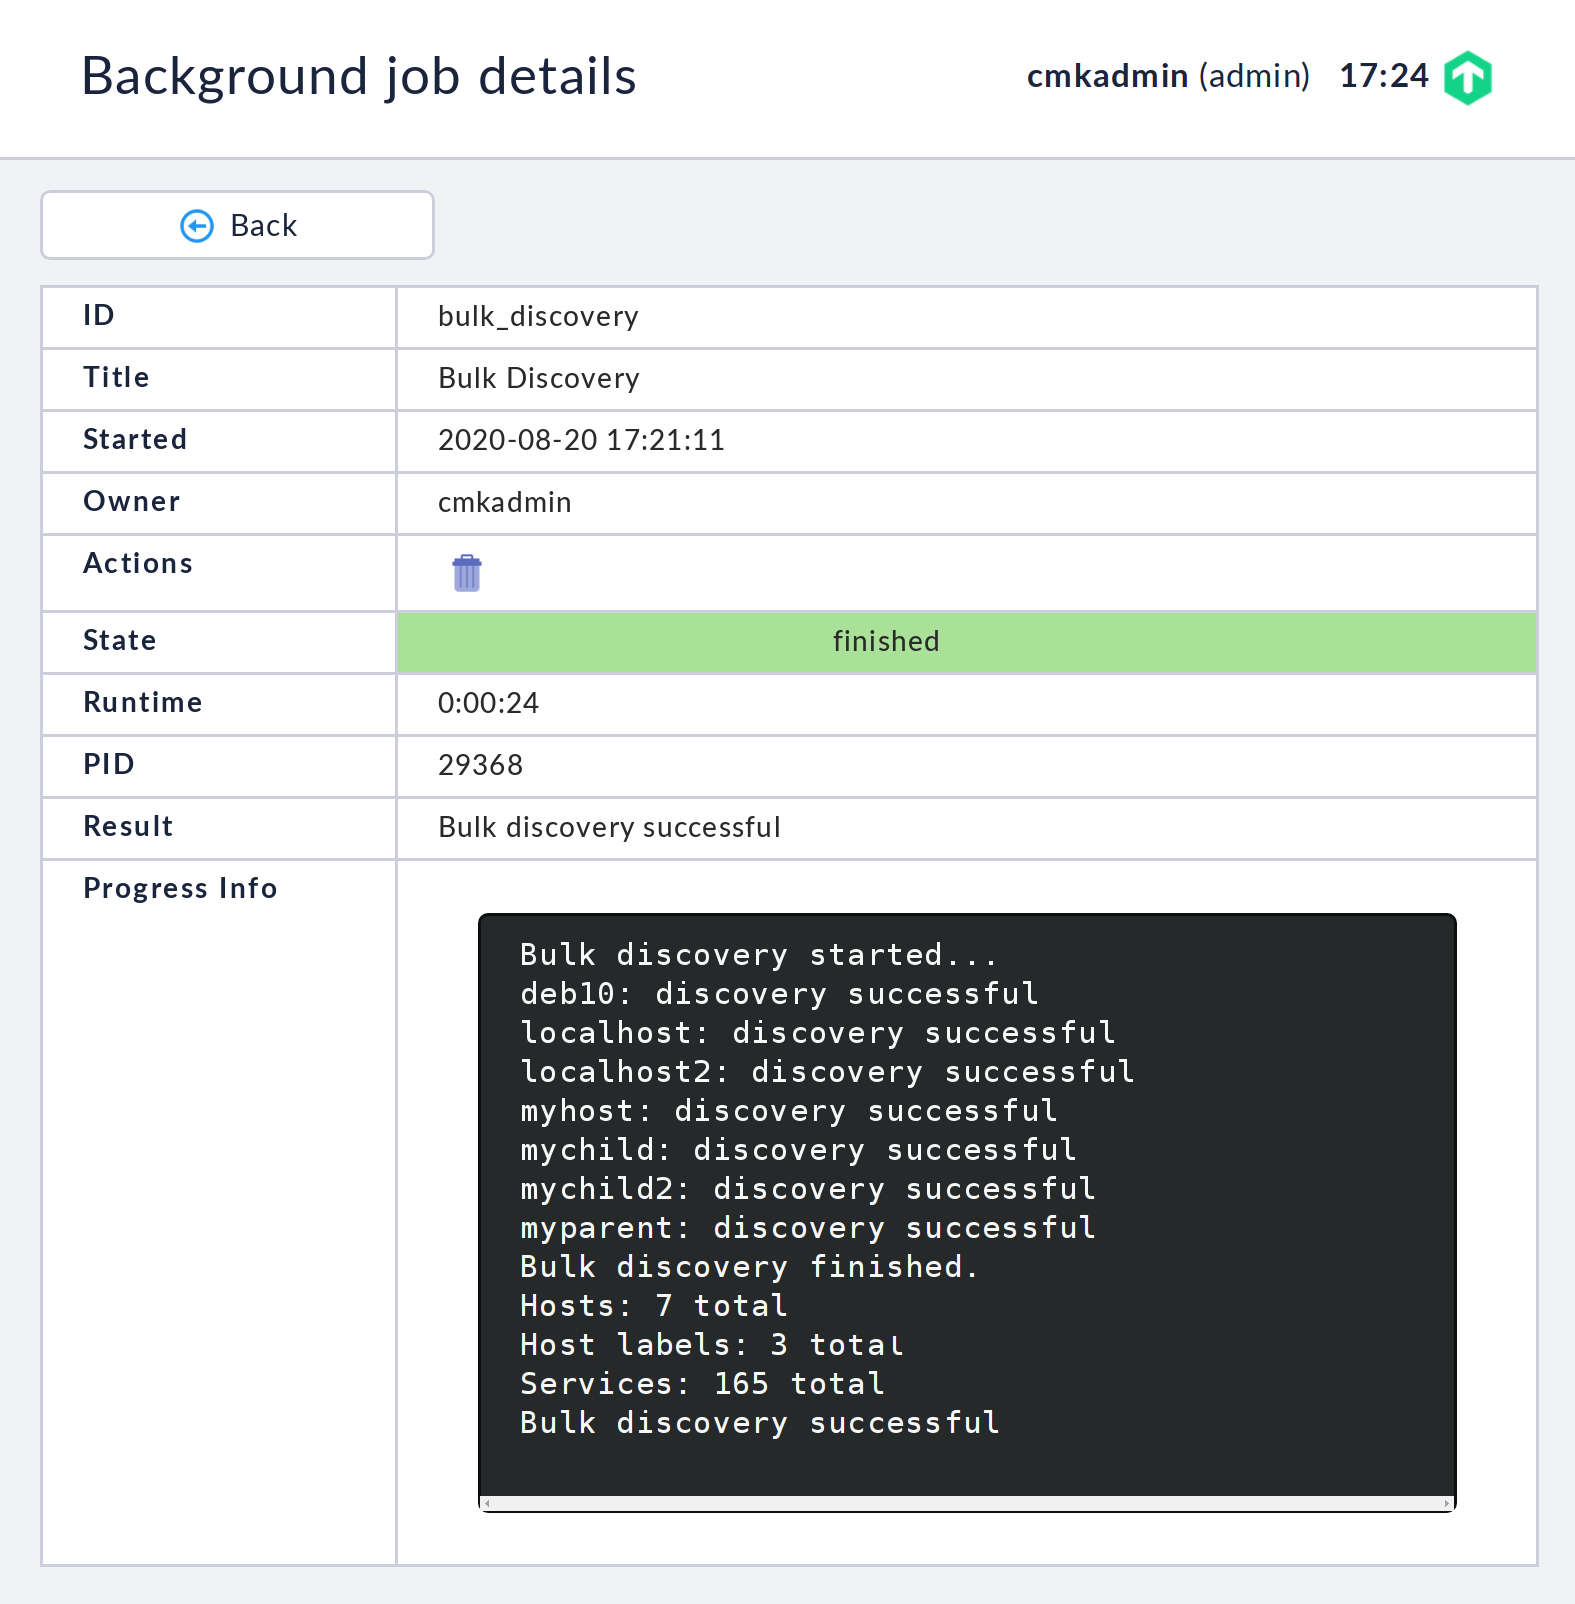 Background job details
cmkadmin (admin) 17:24
Back
ID bulk_discovery
Title Bulk Discovery
Started 2020-08-20 17:21:11
Owner cmkadmin
Actions
State finished
Runtime 0:00:24
PID 29368
Result Bulk discovery successful
Progress Info
Bulk discovery started...
deb10: discovery successful
localhost: discovery successful
localhost2: discovery successful
myhost: discovery successful
mychild: discovery successful
mychild2: discovery successful
myparent: discovery successful
Bulk discovery finished.
Hosts: 7 total
Host labels: 3 total
Services: 165 total
Bulk discovery successful